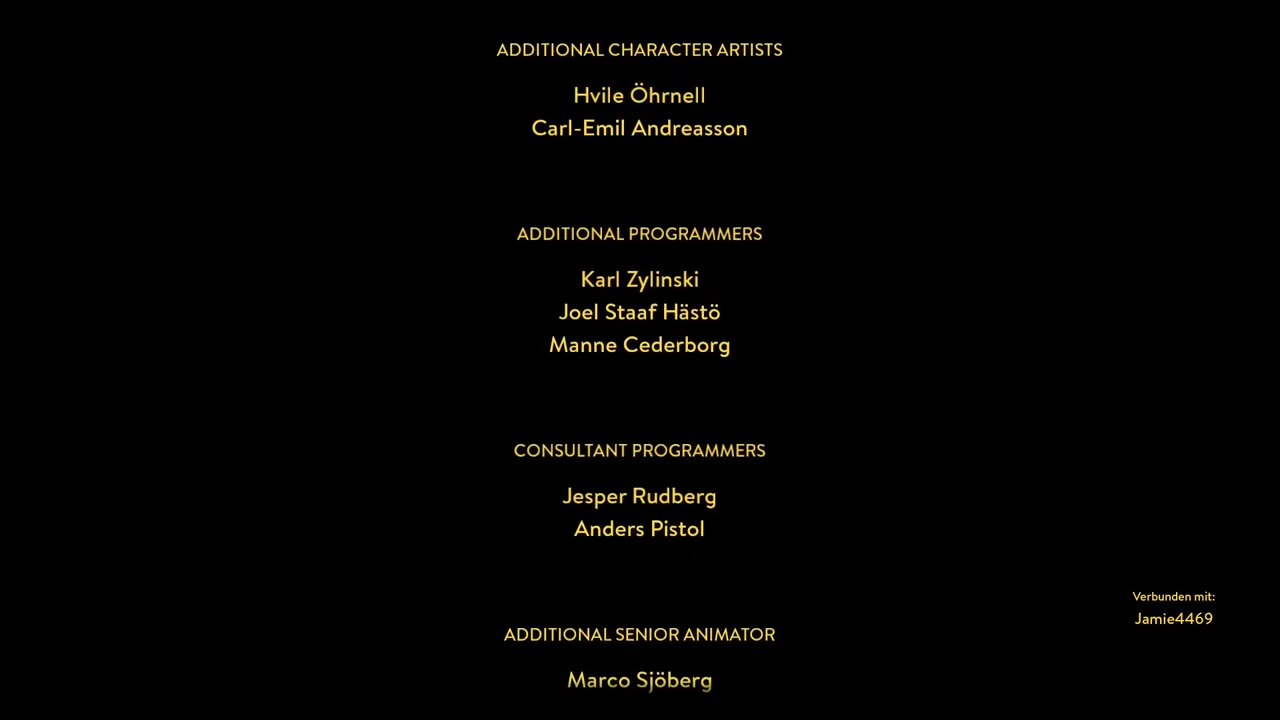 ADDITIONAL CHARACTER ARTISTS
Hvile Öhrnell
Carl-Emil Andreasson
ADDITIONAL PROGRAMMERS
Karl Zylinski
Joel Staaf Hästö
Manne Cederborg
CONSULTANT PROGRAMMERS
Jesper Rudberg
Anders Pistol
Verbunden mit:
Jamie4469
ADDITIONAL SENIOR ANIMATOR
Marco Sjöberg